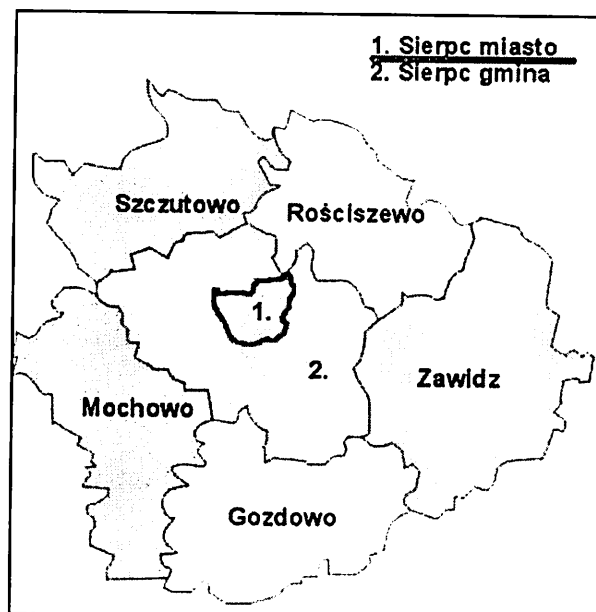 1. Sierpc miasto
2. Sierpc gmina
Szczutowo
Rościszewo
1.
2.
Zawidz
Mochowo
Gozdowo